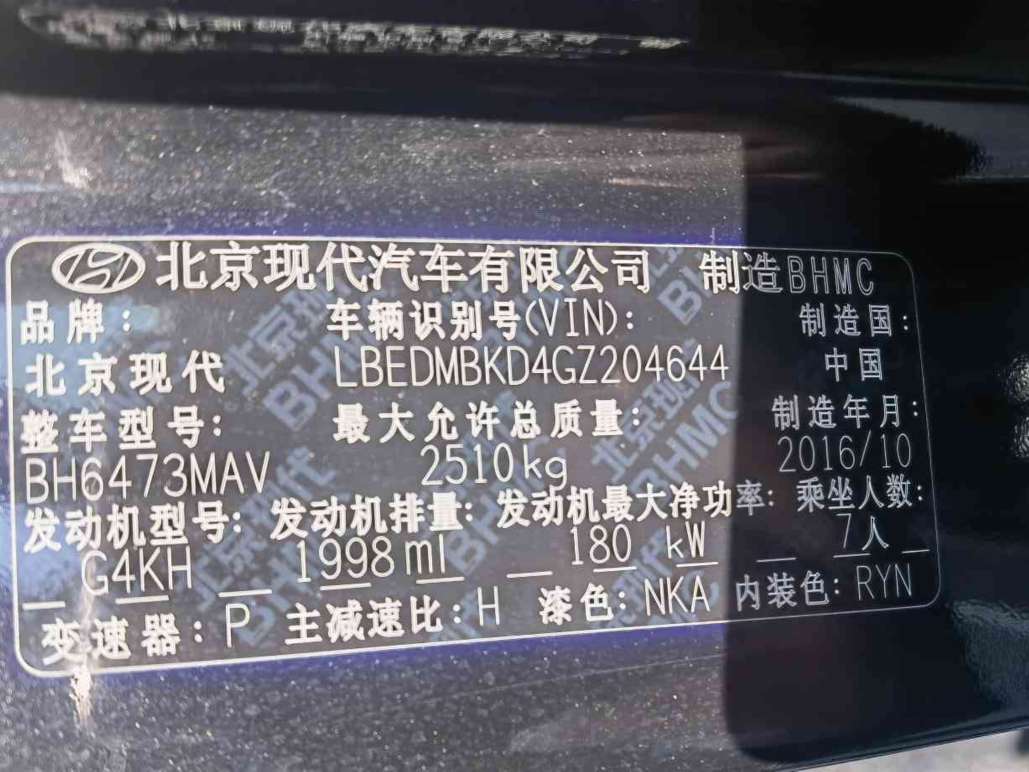 北京现代汽车有限公司 制造BHMC
品牌: 车辆识别号(VIN): 制造国:
北京现代 LBEDMBKD4GZ204644 中国
整车型号: 最大允许总质量: 制造年月:
BH6473MAV 2510kg 2016/10
发动机型号: 发动机排量: 发动机最大净功率: 乘坐人数:
G4KH 1998ml 180 kW 7人
变速器: P 主减速比: H 漆色: NKA 内装色: RYN